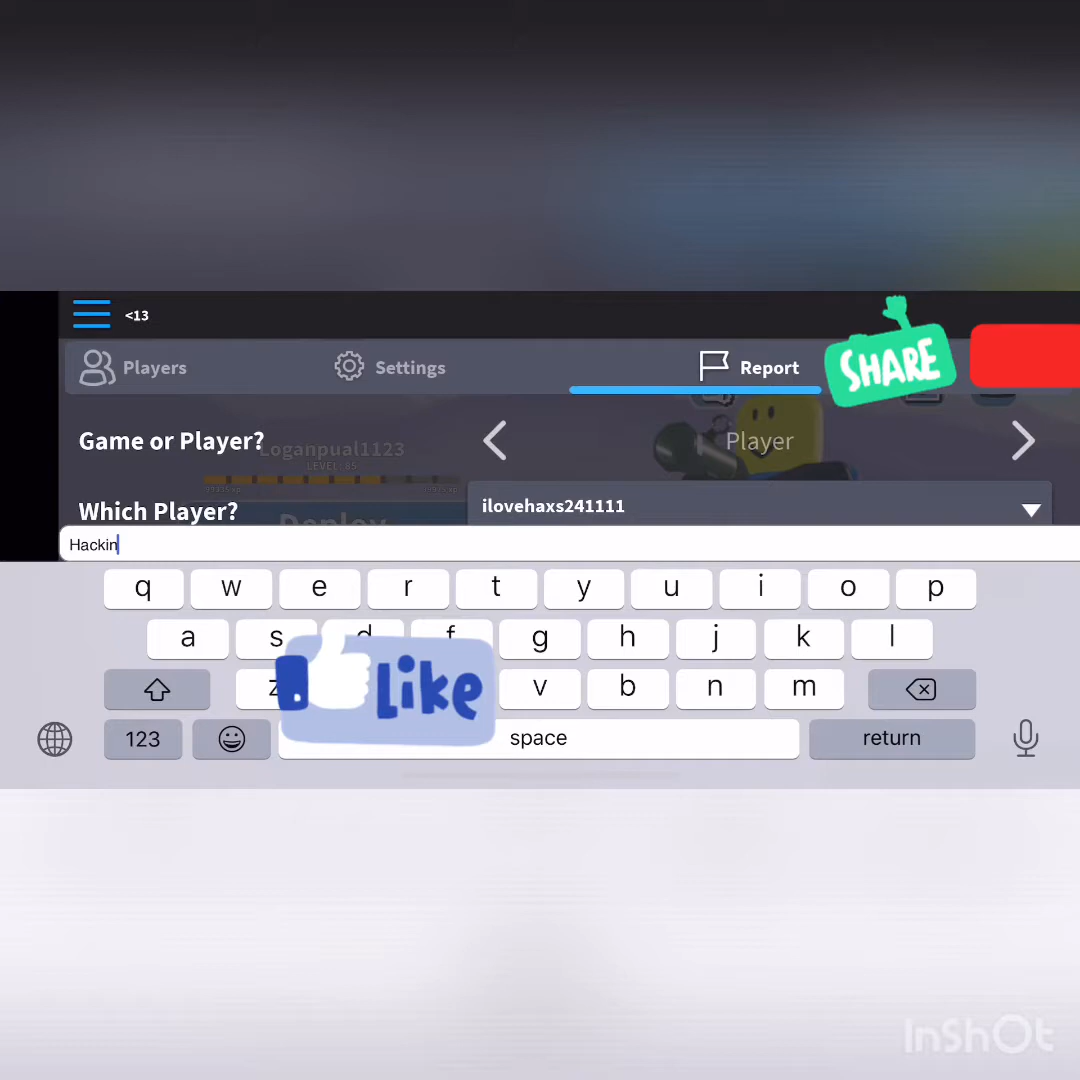 <13
Players
Settings
Report
SHARE
Game or Player?
Loganpual1123
LEVEL: 85
Player
Which Player?
ilovehaxs241111
Deploy
Hackin
q w e r t y u i o p
a s d f g h j k l
z v b n m
Like
123
space
return
InShOt